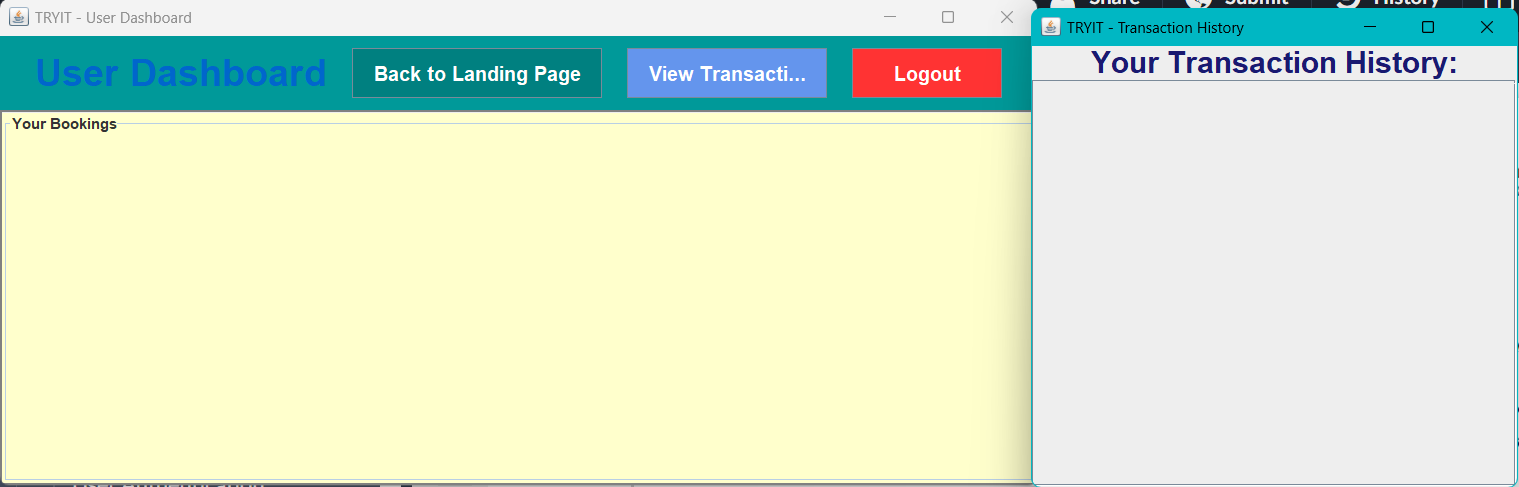 TRYIT - User Dashboard
User Dashboard
Back to Landing Page
View Transacti...
Logout
Your Bookings
Share
Submit
History
TRYIT - Transaction History
Your Transaction History: